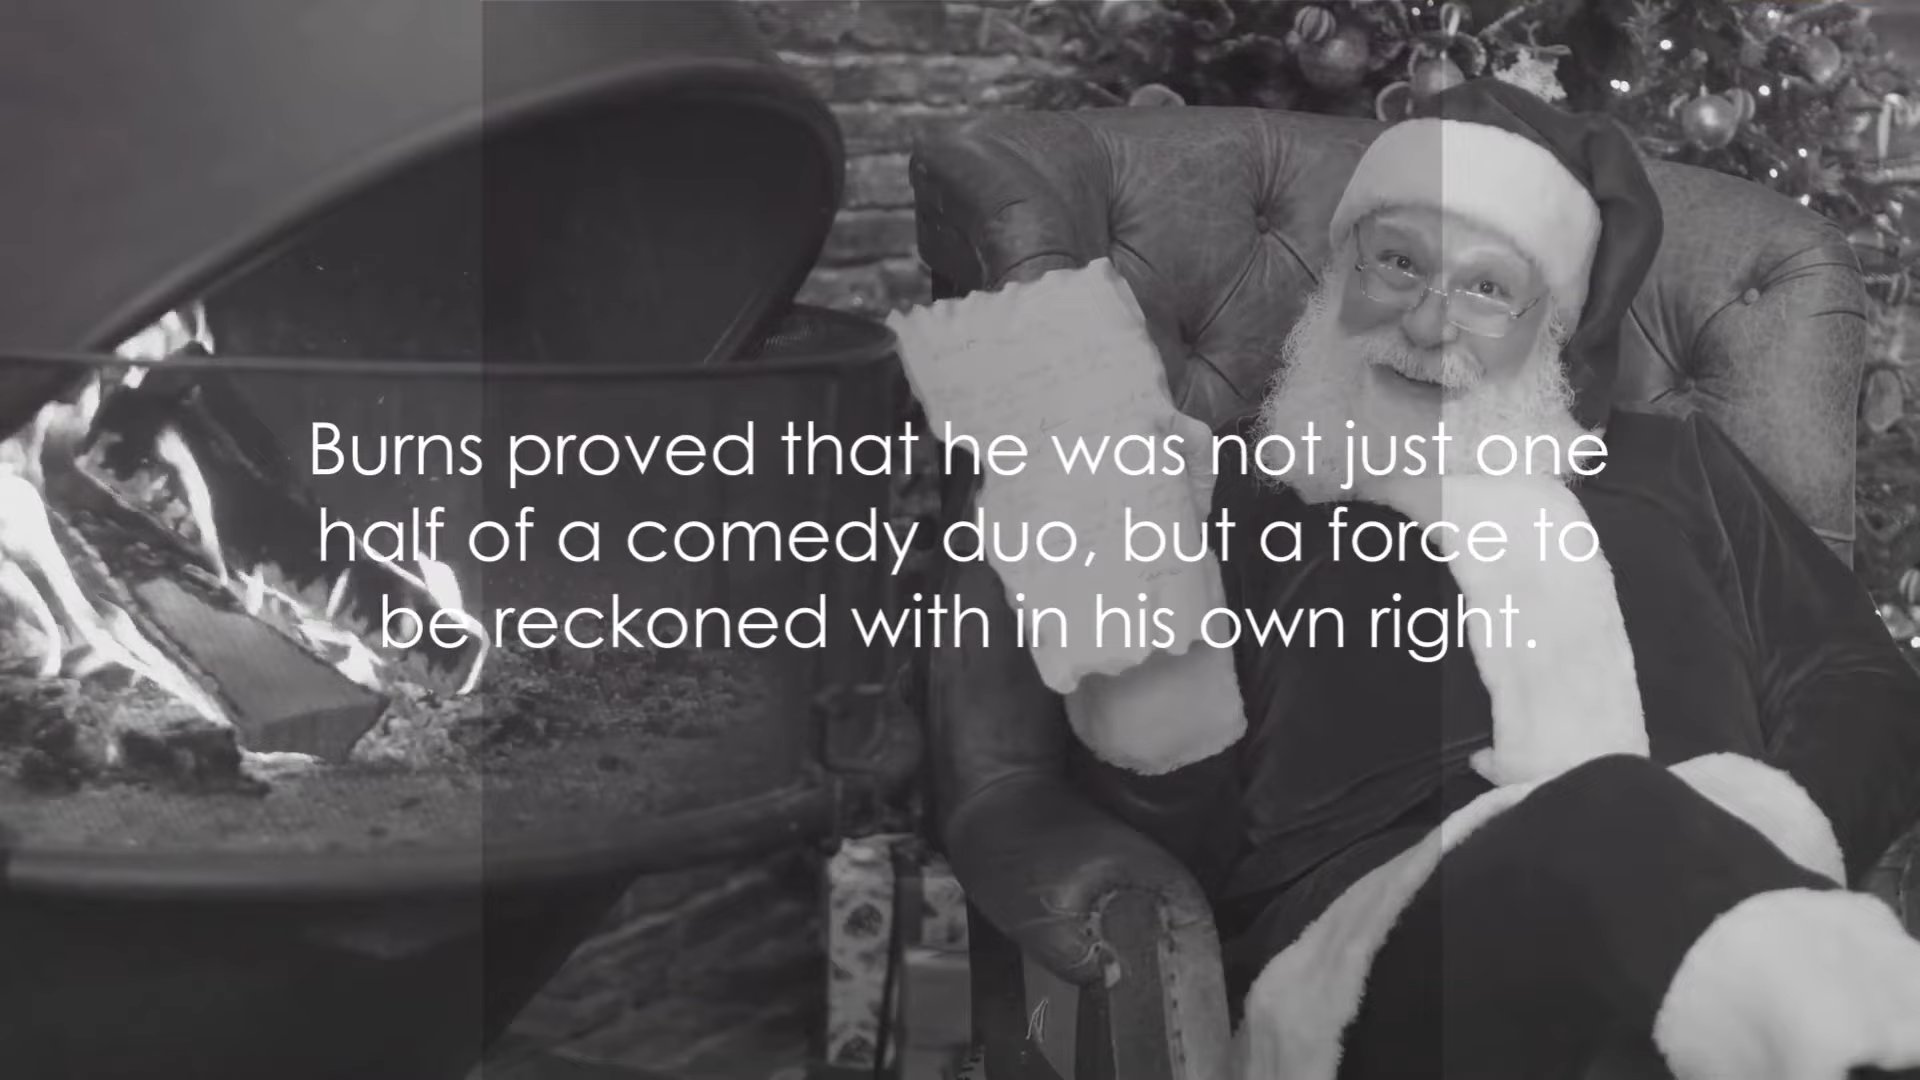 Burns proved that he was not just one
half of a comedy duo, but a force to
be reckoned with in his own right.